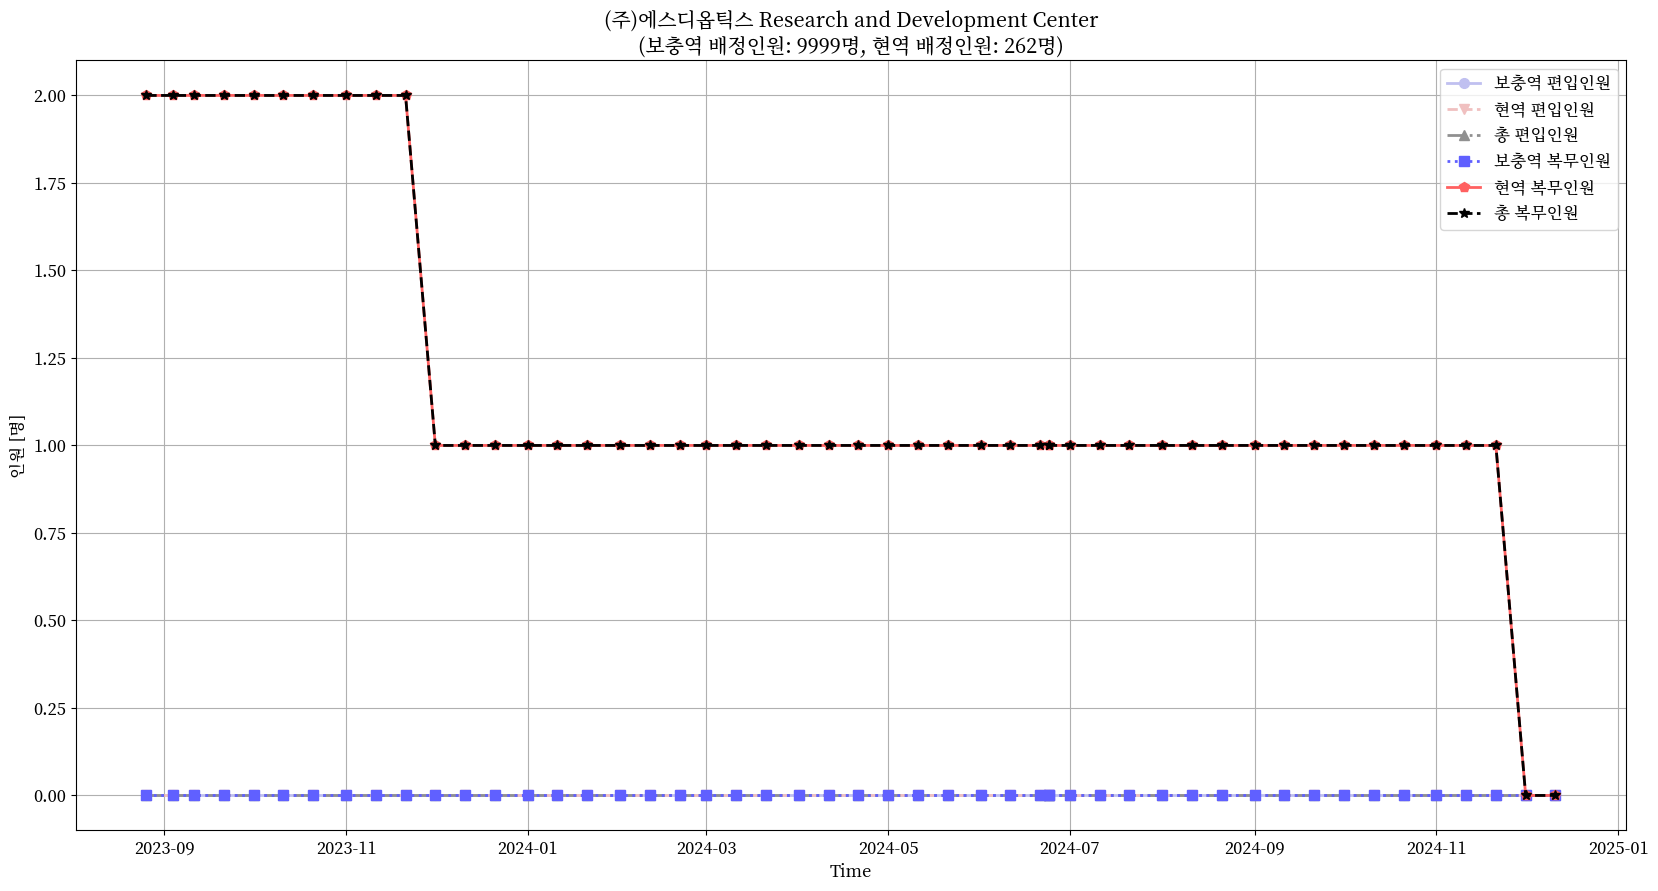 (주)에스디옵틱스 Research and Development Center
(보충역 배정인원: 9999명, 현역 배정인원: 262명)
보충역 편입인원
현역 편입인원
총 편입인원
보충역 복무인원
현역 복무인원
총 복무인원
인원 [명]
2.00
1.75
1.50
1.25
1.00
0.75
0.50
0.25
0.00
2023-09
2023-11
2024-01
2024-03
2024-05
2024-07
2024-09
2024-11
2025-01
Time